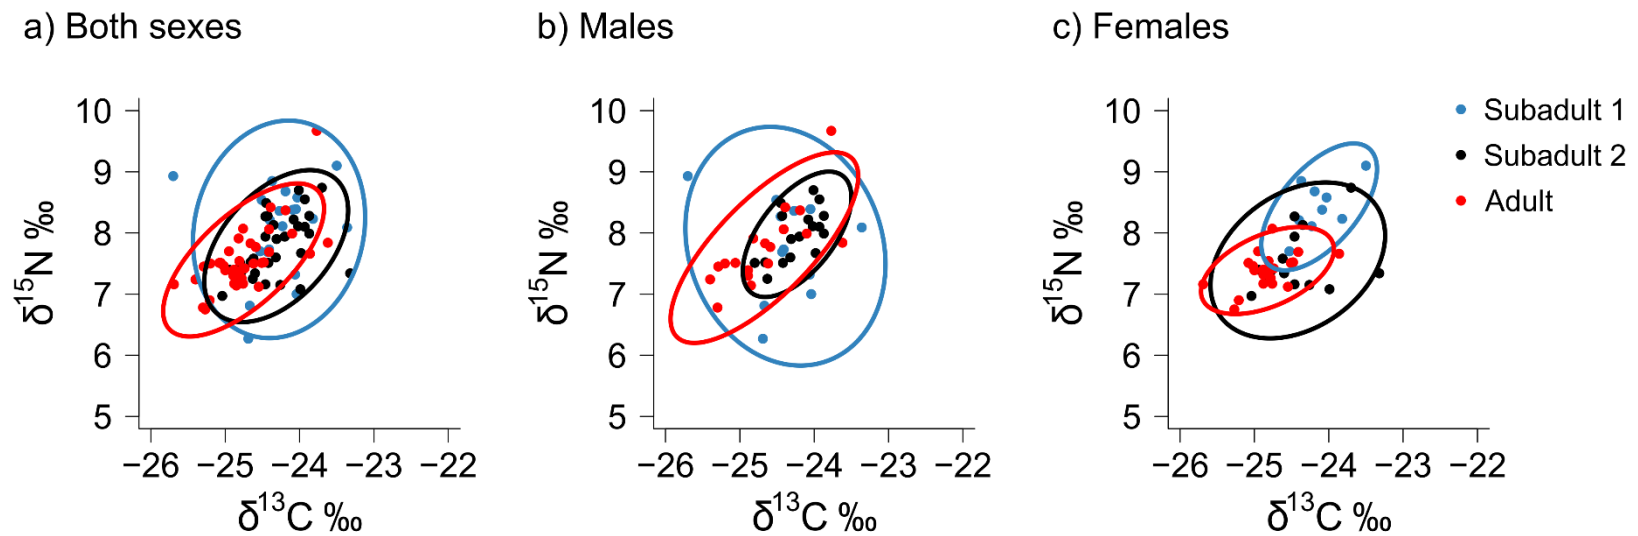 a) Both sexes
b) Males
c) Females
10
9
8
7
6
5
δ¹⁵N ‰
−26 −25 −24 −23 −22
δ¹³C ‰
10
9
8
7
6
5
δ¹⁵N ‰
−26 −25 −24 −23 −22
δ¹³C ‰
10
9
8
7
6
5
δ¹⁵N ‰
−26 −25 −24 −23 −22
δ¹³C ‰
Subadult 1
Subadult 2
Adult